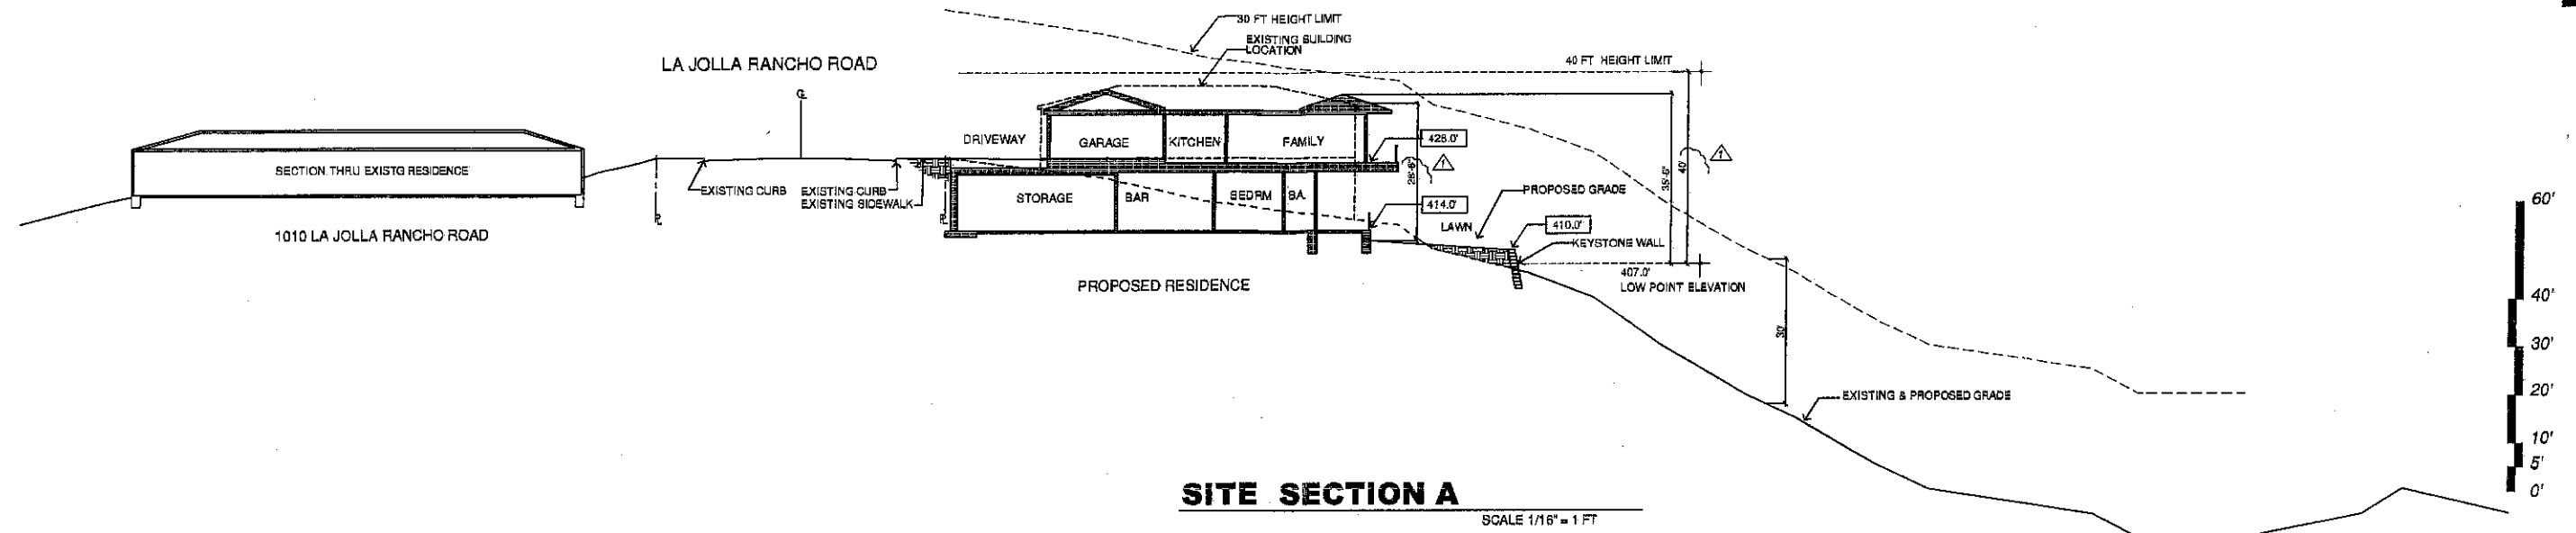 30 FT HEIGHT LIMIT
EXISTING BUILDING
LOCATION
LA JOLLA RANCHO ROAD
40 FT HEIGHT LIMIT
℄
DRIVEWAY
GARAGE
KITCHEN
FAMILY
428.0'
1
1
SECTION THRU EXISTG RESIDENCE
EXISTING CURB
EXISTING CURB
EXISTING SIDEWALK
STORAGE
BAR
BEDRM
BA
414.0'
PROPOSED GRADE
LAWN
410.0'
KEYSTONE WALL
40'
407.0'
LOW POINT ELEVATION
1010 LA JOLLA RANCHO ROAD
PROPOSED RESIDENCE
30'
EXISTING & PROPOSED GRADE
60'
40'
30'
20'
10'
5'
0'
SITE SECTION A
SCALE 1/16" = 1 FT